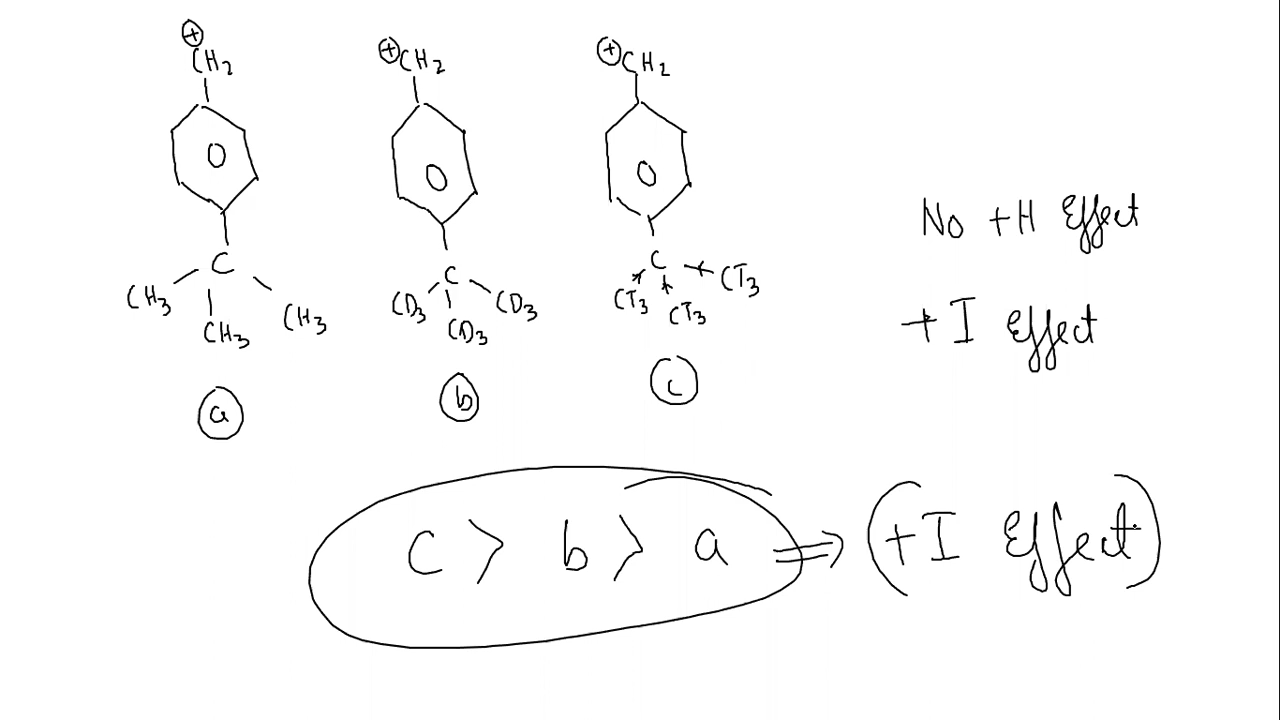 ⊕
CH2
⊕CH2
⊕CH2
No +H Effect
C
CH3
CH3
CH3
C
CD3
CD3
CD3
C
CT3
CT3
CT3
+ I Effect
a
b
c
c > b > a ⇒ (+I Effect)